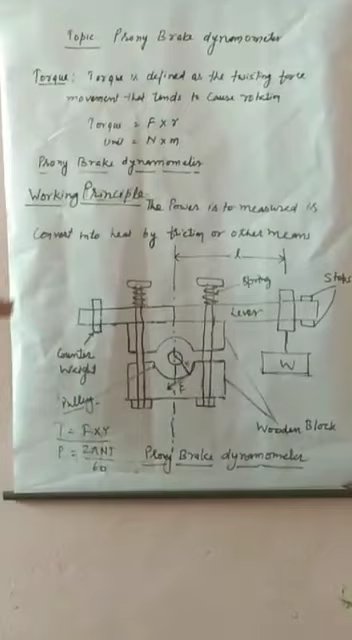 Topic Prony Brake dynamometer
Torque: Torque is defined as the twisting force
movement that tends to cause rotation
Torque = F x r
Unit = N x m
Prony Brake dynamometer
Working Principle- The Power is to measured is
Convert into heat by friction or other means
l
Spring
Stops
Lever
Counter
Weight
W
Pulley
F
Wooden Block
T = F x r
P = 2πNT
60
Prony Brake dynamometer